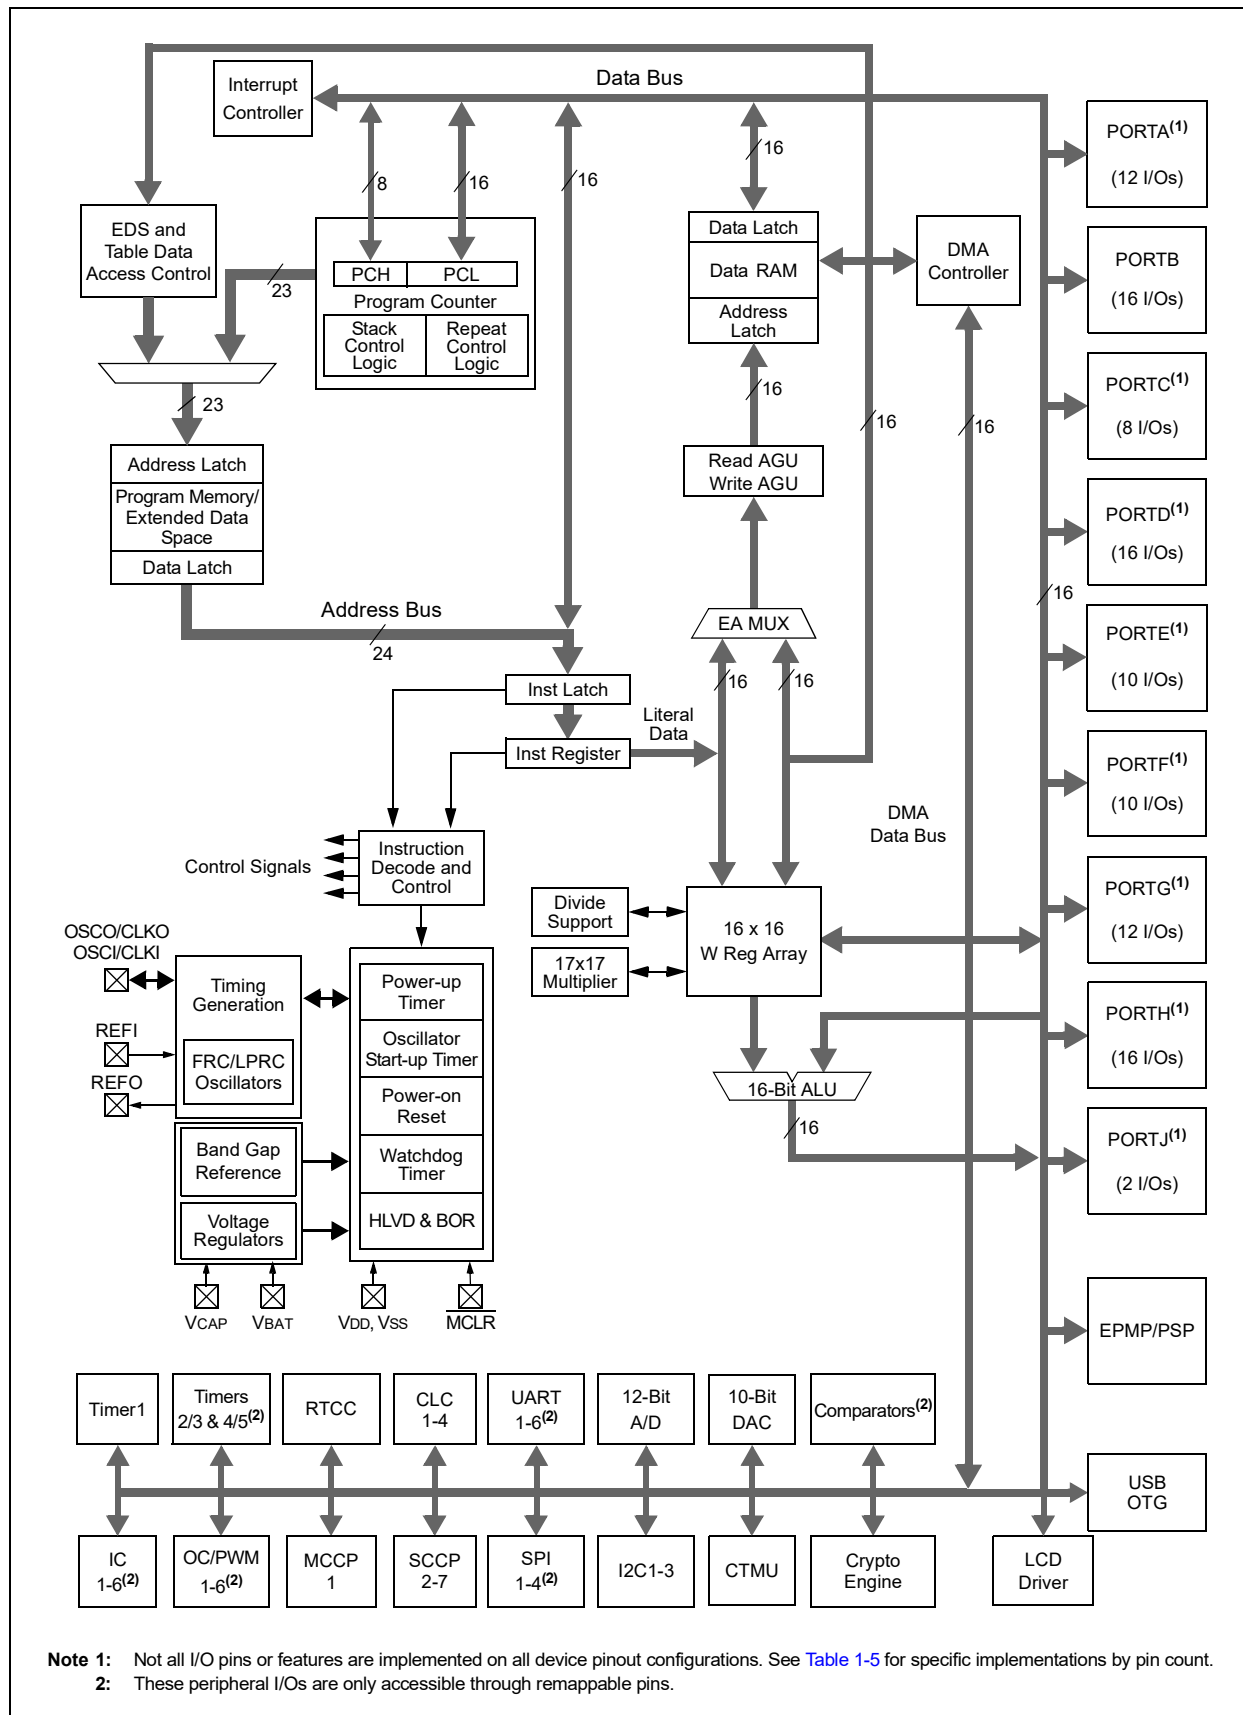 Data Bus
Interrupt
Controller
8
16
16
16
PORTA(1)
(12 I/Os)
EDS and
Table Data
Access Control
PCH
PCL
Program Counter
Stack
Control
Logic
Repeat
Control
Logic
23
Data Latch
Data RAM
Address
Latch
DMA
Controller
PORTB
(16 I/Os)
23
16
16
16
PORTC(1)
(8 I/Os)
Address Latch
Program Memory/
Extended Data
Space
Data Latch
Read AGU
Write AGU
PORTD(1)
(16 I/Os)
16
Address Bus
24
EA MUX
16
16
PORTE(1)
(10 I/Os)
Inst Latch
Inst Register
Literal
Data
PORTF(1)
(10 I/Os)
DMA
Data Bus
Control Signals
Instruction
Decode and
Control
Divide
Support
17x17
Multiplier
16 x 16
W Reg Array
PORTG(1)
(12 I/Os)
OSCO/CLKO
OSCI/CLKI
REFI
REFO
Timing
Generation
FRC/LPRC
Oscillators
Power-up
Timer
Oscillator
Start-up Timer
Power-on
Reset
Watchdog
Timer
HLVD & BOR
PORTH(1)
(16 I/Os)
16-Bit ALU
16
PORTJ(1)
(2 I/Os)
Band Gap
Reference
Voltage
Regulators
VCAP
VBAT
VDD, VSS
MCLR
EPMP/PSP
Timer1
Timers
2/3 & 4/5(2)
RTCC
CLC
1-4
UART
1-6(2)
12-Bit
A/D
10-Bit
DAC
Comparators(2)
USB
OTG
IC
1-6(2)
OC/PWM
1-6(2)
MCCP
1
SCCP
2-7
SPI
1-4(2)
I2C1-3
CTMU
Crypto
Engine
LCD
Driver
Note 1: Not all I/O pins or features are implemented on all device pinout configurations. See Table 1-5 for specific implementations by pin count.
2: These peripheral I/Os are only accessible through remappable pins.